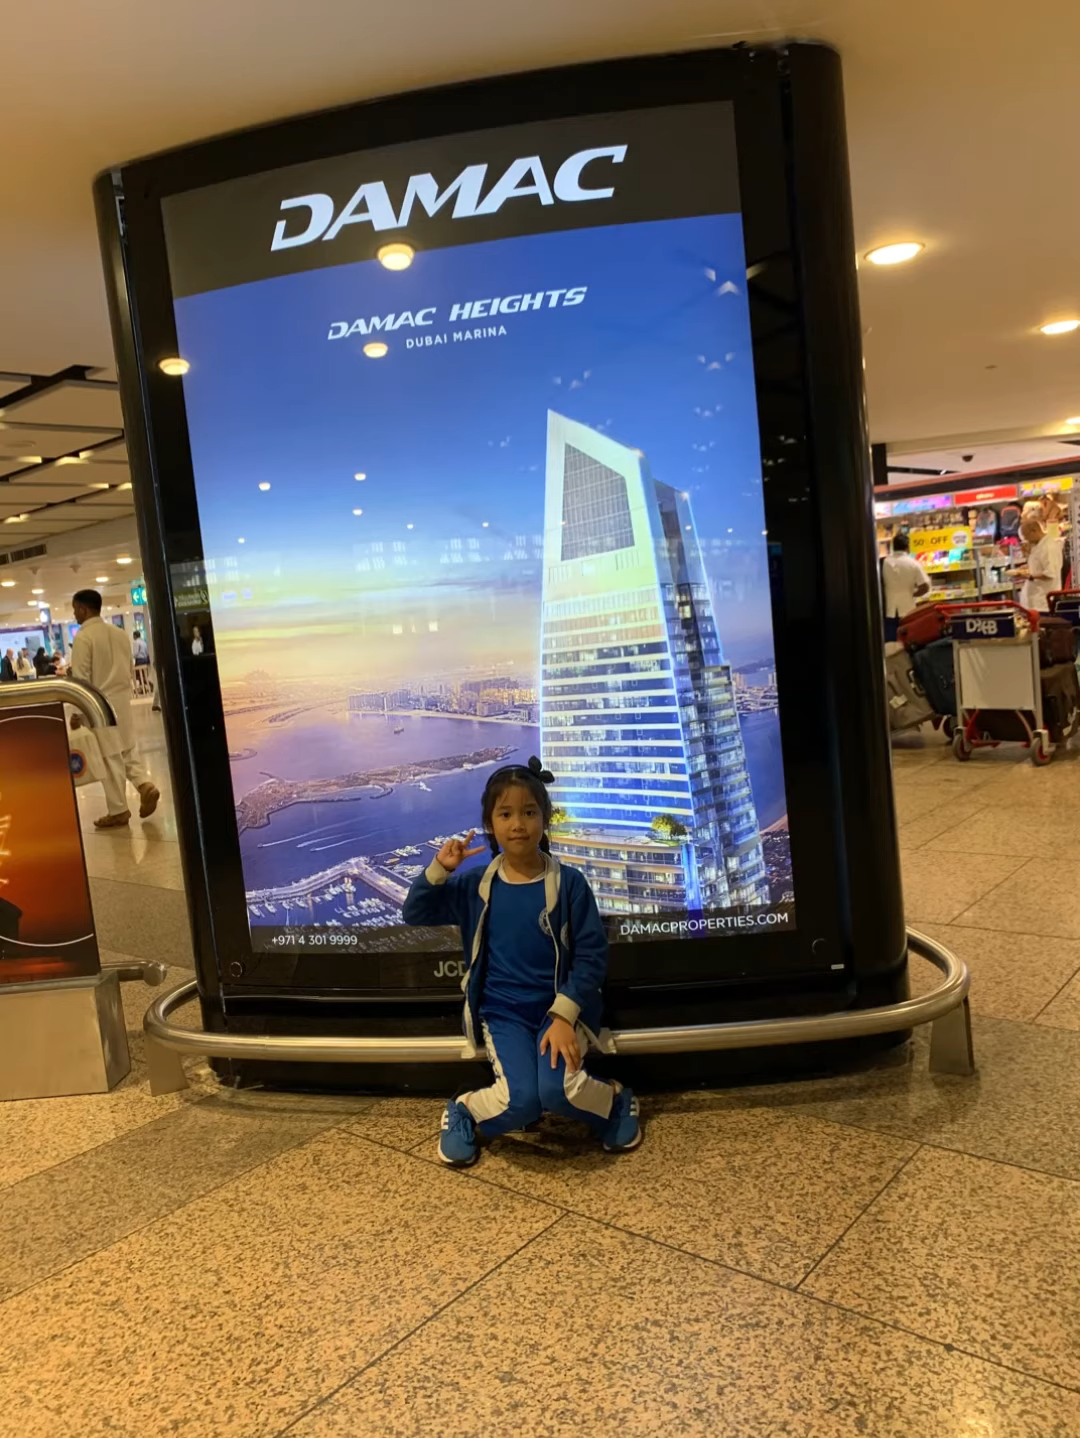 DAMAC
DAMAC HEIGHTS
DUBAI MARINA
50% OFF
DXB
+971 4 301 9999
DAMACPROPERTIES.COM
JCD